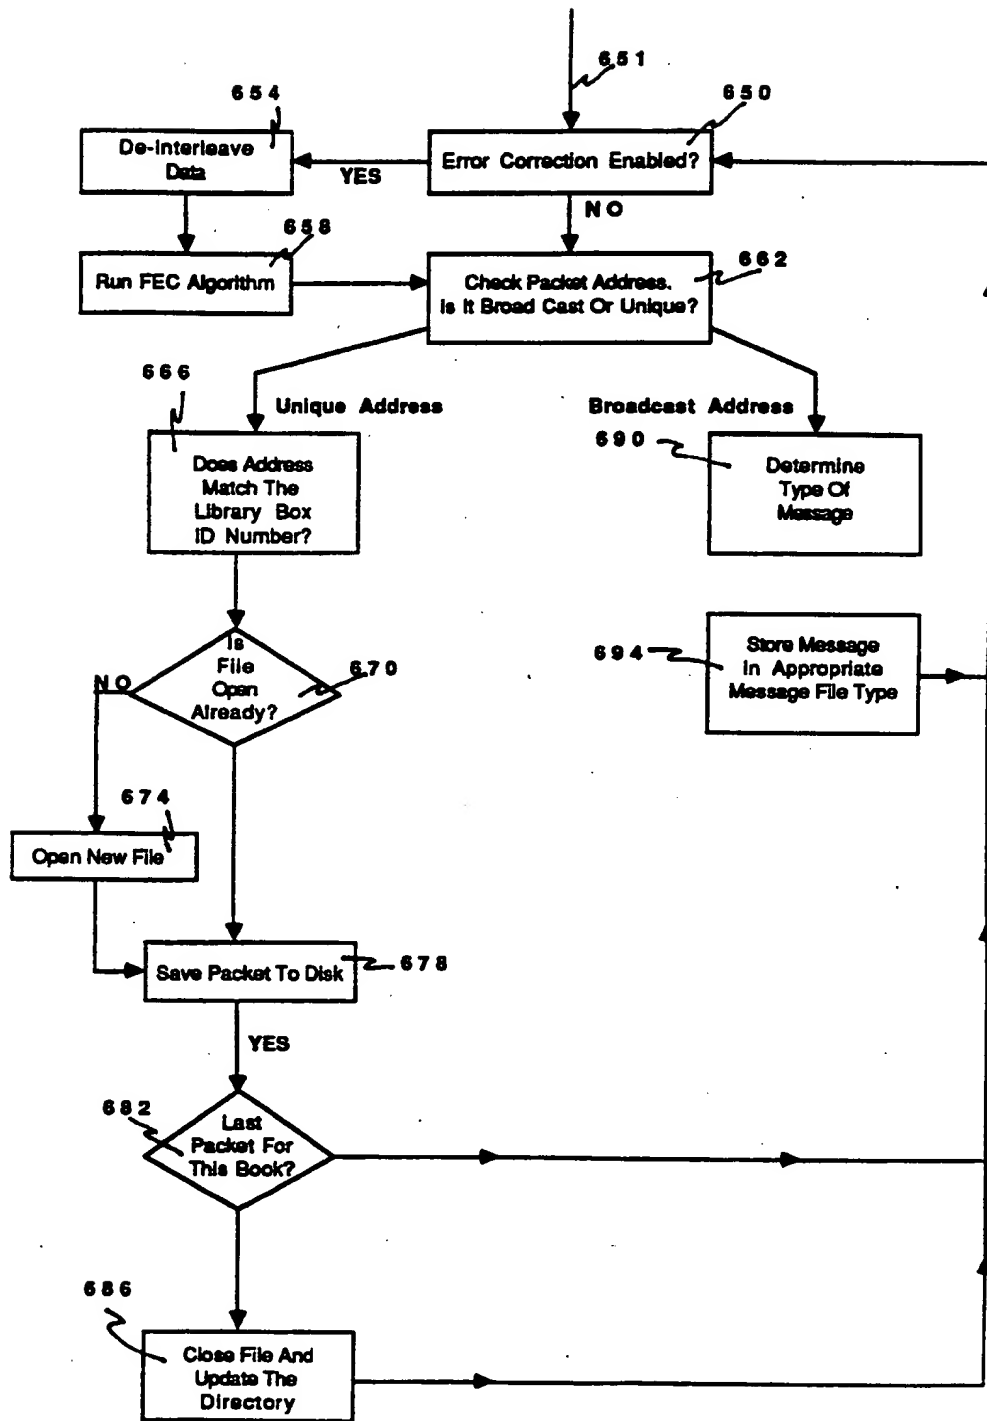 651
654
650
De-Interleave
Data
YES
Error Correction Enabled?
NO
658
662
Run FEC Algorithm
Check Packet Address.
Is It Broad Cast Or Unique?
666
Unique Address
Broadcast Address
690
Does Address
Match The
Library Box
ID Number?
Determine
Type Of
Message
Is
File
Open
Already?
670
NO
694
Store Message
In Appropriate
Message File Type
674
Open New File
Save Packet To Disk
678
YES
682
Last
Packet For
This Book?
686
Close File And
Update The
Directory